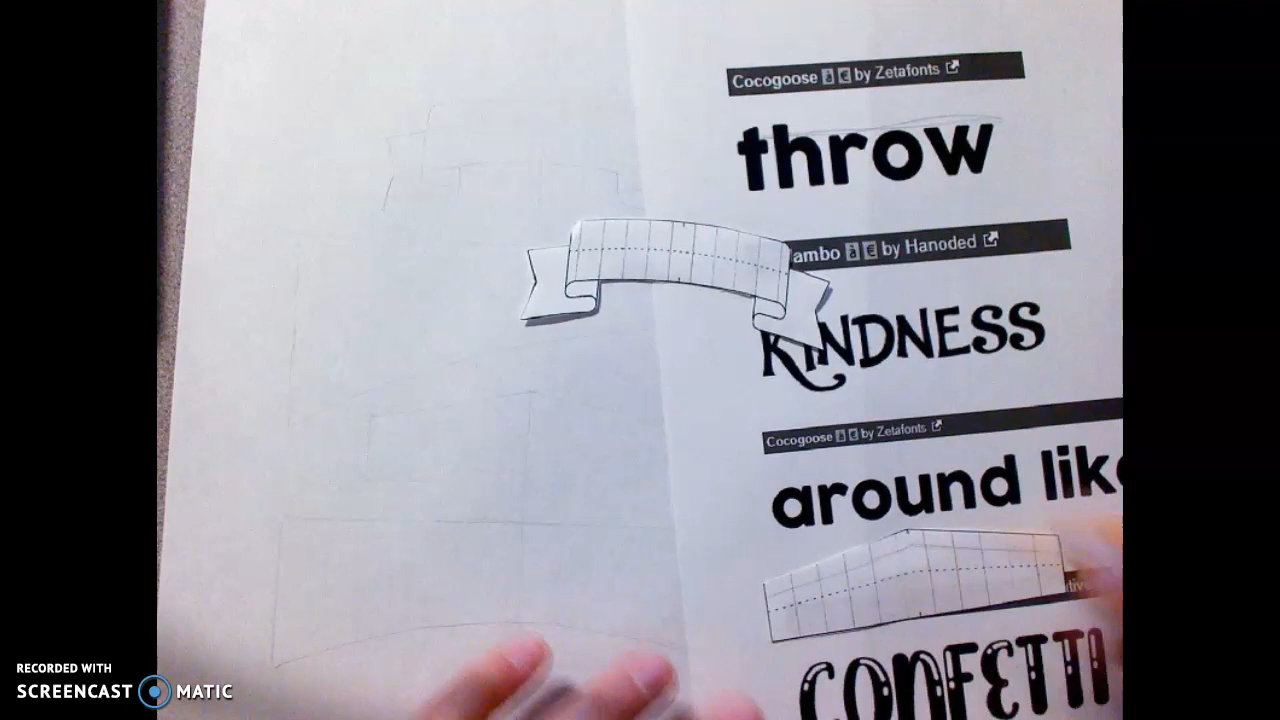 Cocogoose à € by Zetafonts
throw
ambo à € by Hanoded
KINDNESS
Cocogoose à € by Zetafonts
around lik
CONFETTI
RECORDED WITH
SCREENCAST MATIC